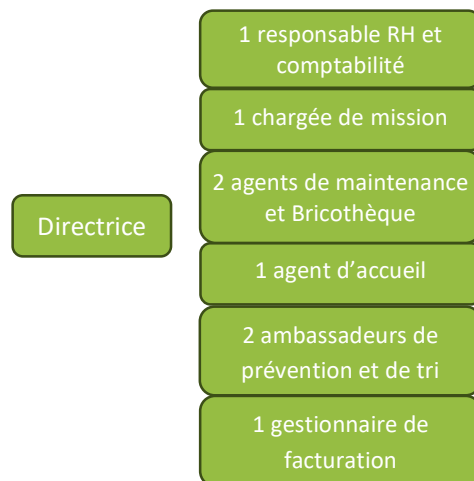 Directrice
1 responsable RH et
comptabilité
1 chargée de mission
2 agents de maintenance
et Bricothèque
1 agent d’accueil
2 ambassadeurs de
prévention et de tri
1 gestionnaire de
facturation